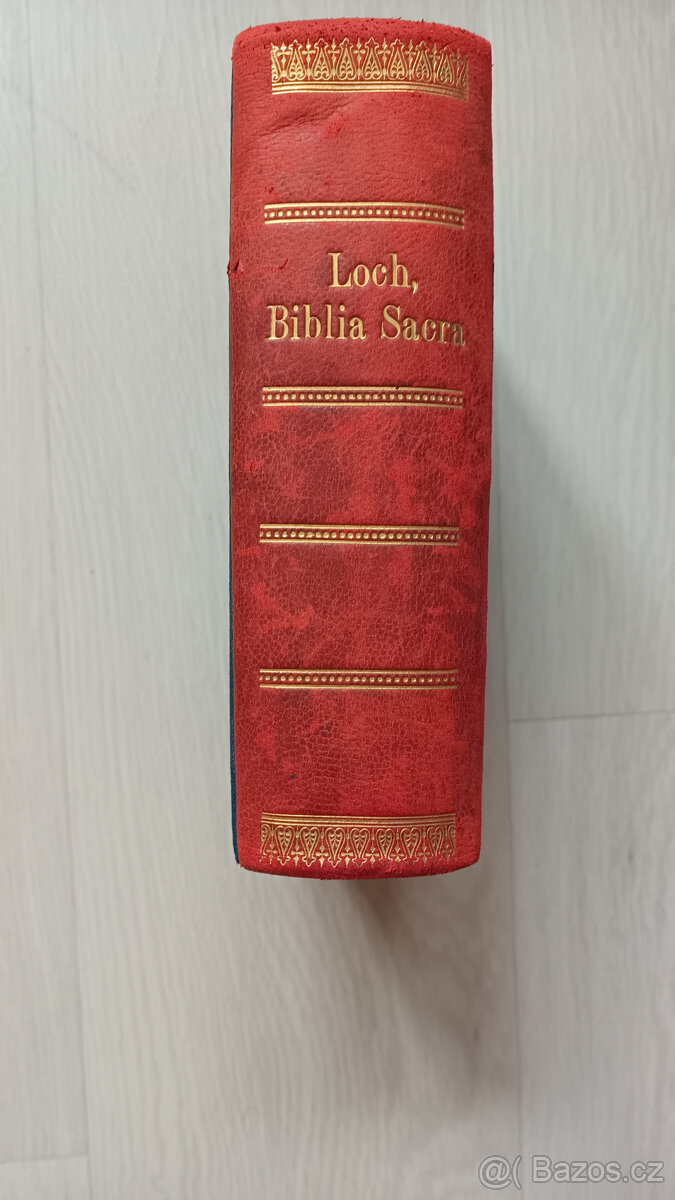 Loch,
Biblia Sacra
@( Bazos.cz